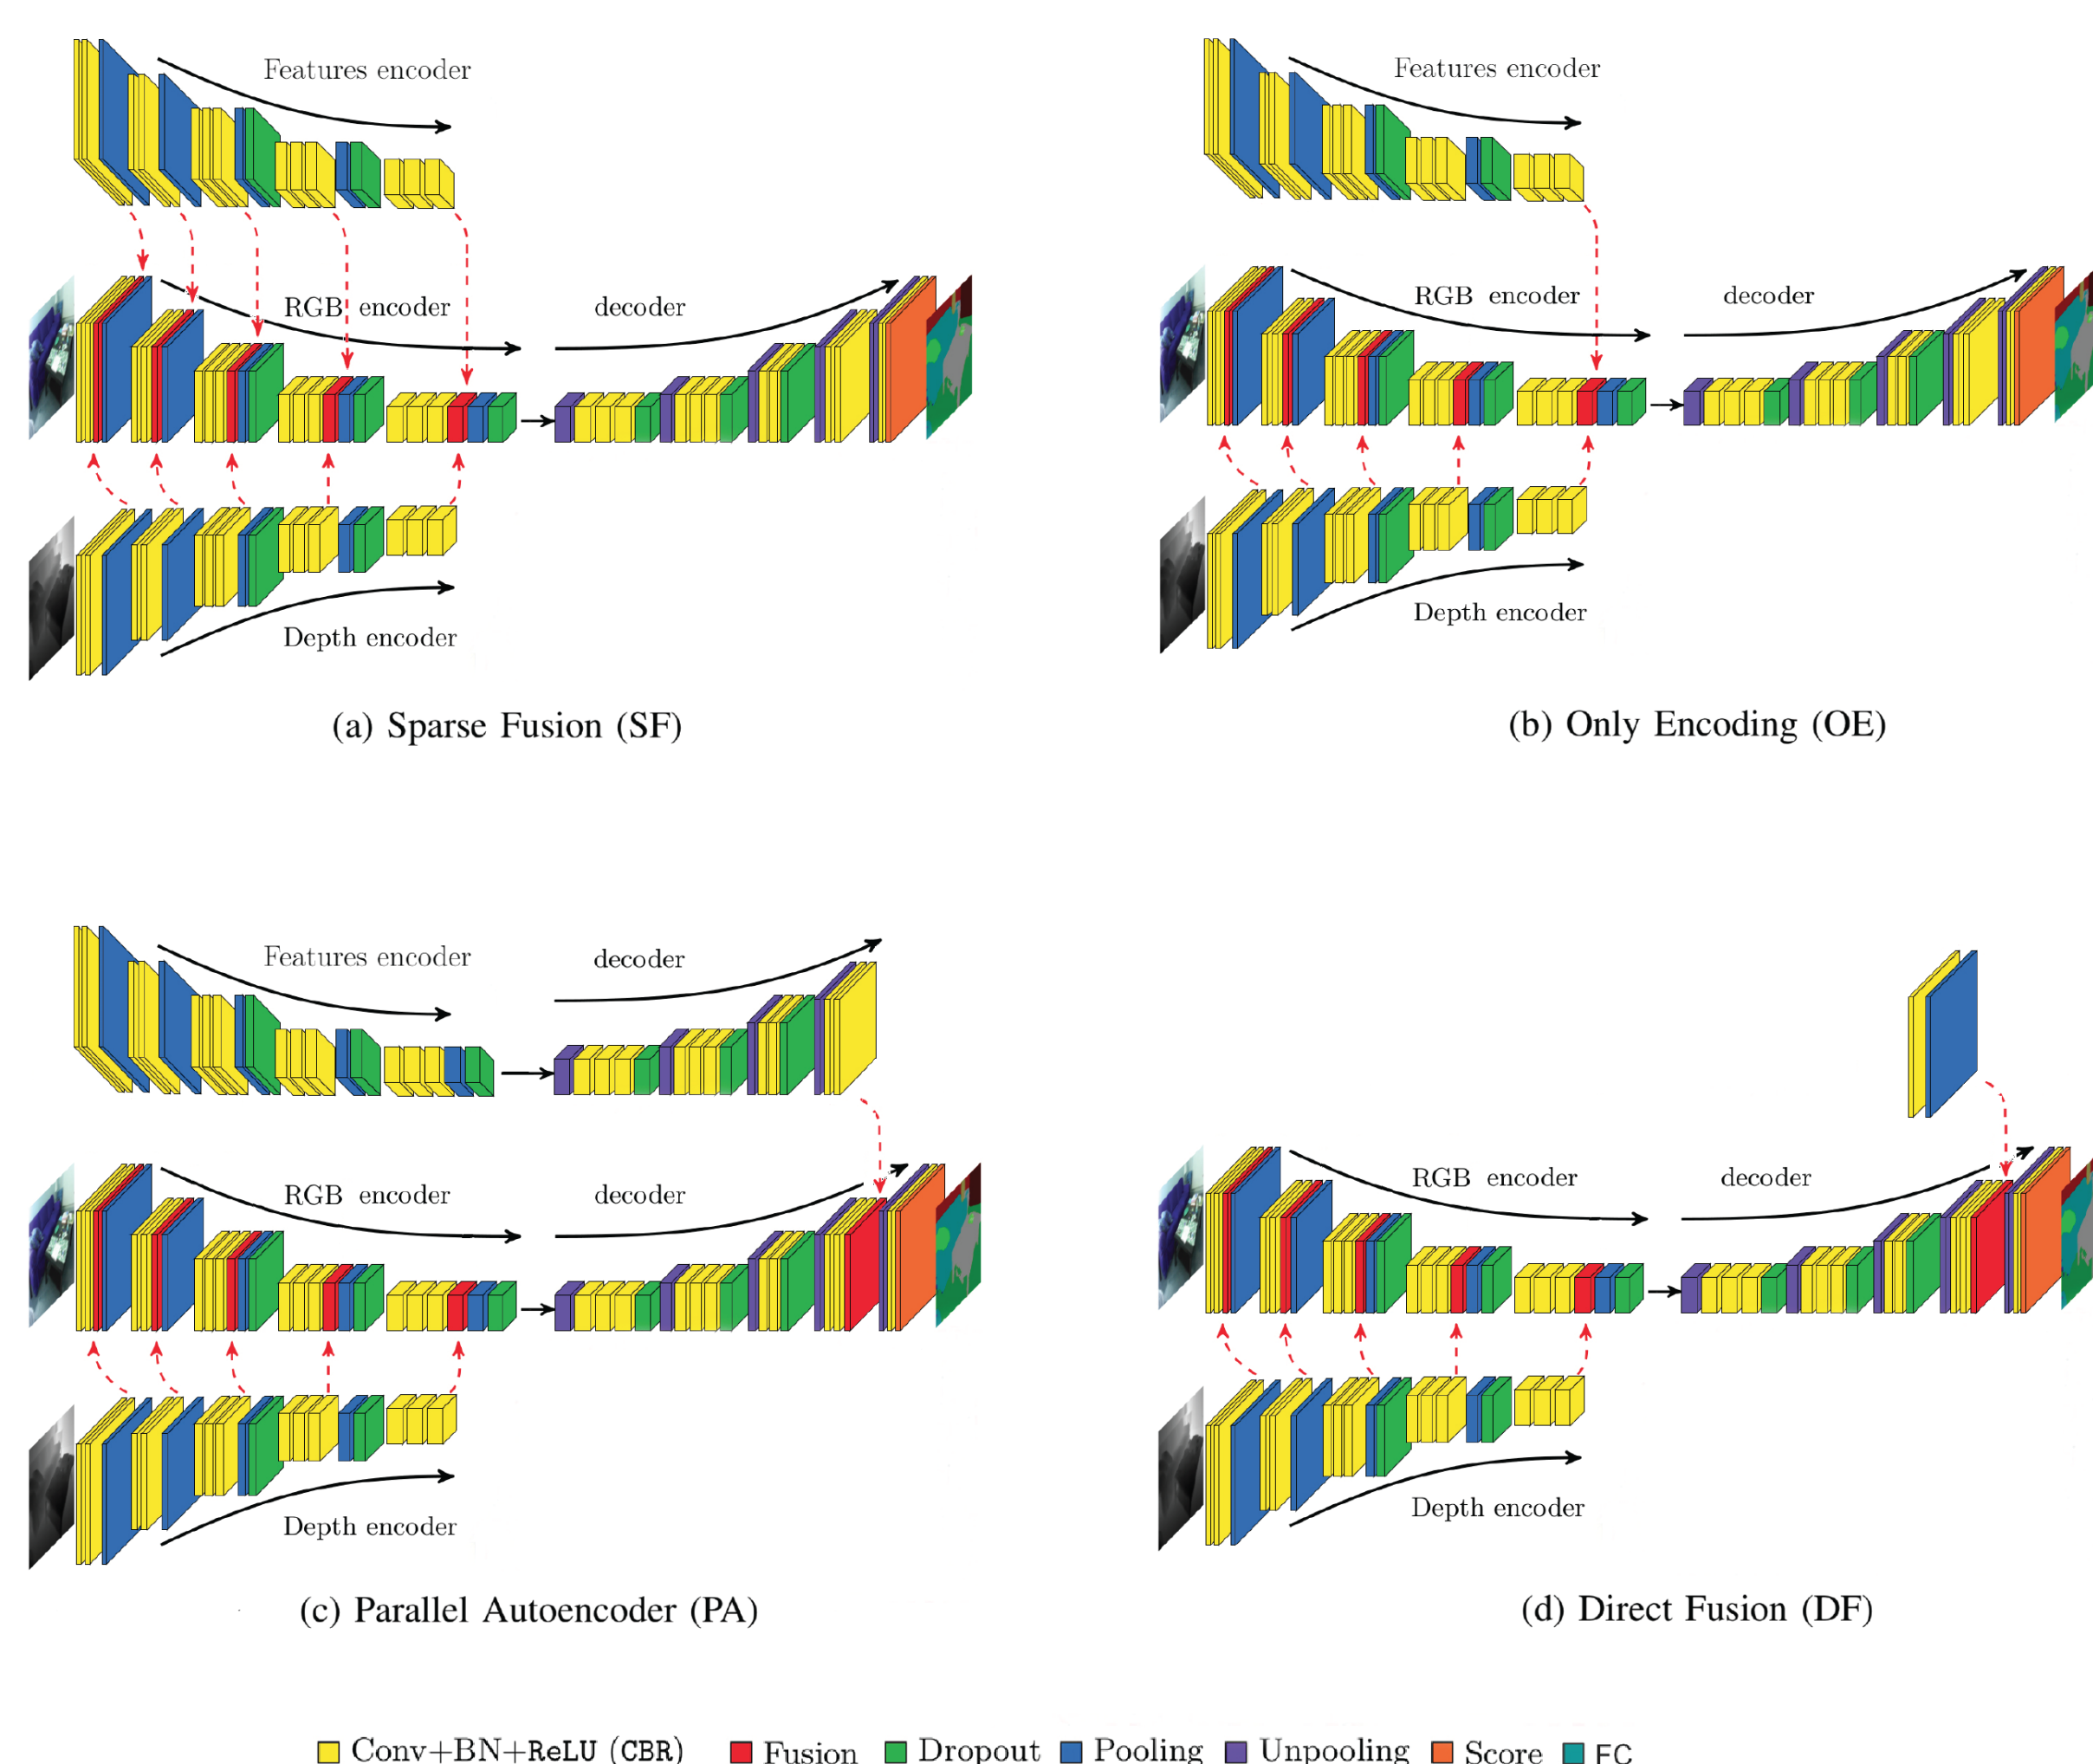 Features encoder
RGB encoder
decoder
Depth encoder
(a) Sparse Fusion (SF)
Features encoder
RGB encoder
decoder
Depth encoder
(b) Only Encoding (OE)
Features encoder
decoder
RGB encoder
decoder
Depth encoder
(c) Parallel Autoencoder (PA)
RGB encoder
decoder
Depth encoder
(d) Direct Fusion (DF)
Conv+BN+ReLU (CBR) Fusion Dropout Pooling Unpooling Score FC